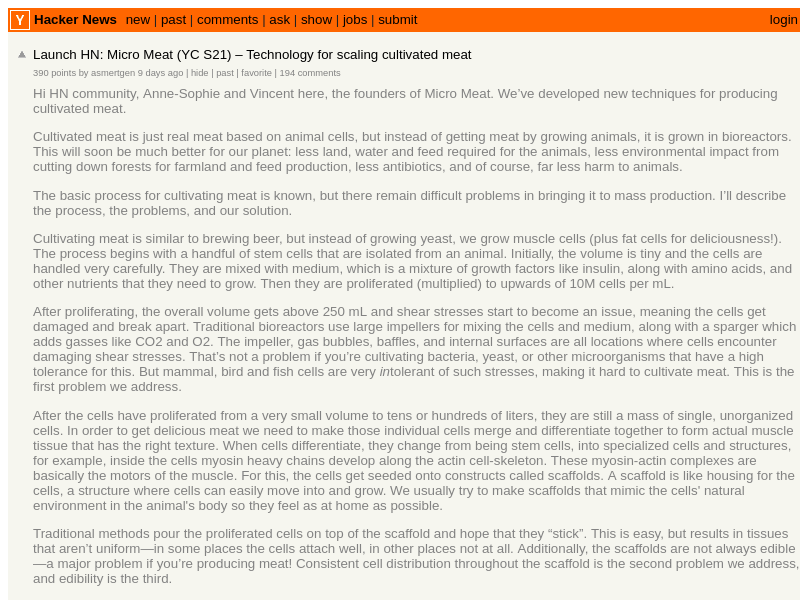 Y Hacker News new | past | comments | ask | show | jobs | submit login
Launch HN: Micro Meat (YC S21) – Technology for scaling cultivated meat
390 points by asmertgen 9 days ago | hide | past | favorite | 194 comments
Hi HN community, Anne-Sophie and Vincent here, the founders of Micro Meat. We’ve developed new techniques for producing
cultivated meat.
Cultivated meat is just real meat based on animal cells, but instead of getting meat by growing animals, it is grown in bioreactors.
This will soon be much better for our planet: less land, water and feed required for the animals, less environmental impact from
cutting down forests for farmland and feed production, less antibiotics, and of course, far less harm to animals.
The basic process for cultivating meat is known, but there remain difficult problems in bringing it to mass production. I’ll describe
the process, the problems, and our solution.
Cultivating meat is similar to brewing beer, but instead of growing yeast, we grow muscle cells (plus fat cells for deliciousness!).
The process begins with a handful of stem cells that are isolated from an animal. Initially, the volume is tiny and the cells are
handled very carefully. They are mixed with medium, which is a mixture of growth factors like insulin, along with amino acids, and
other nutrients that they need to grow. Then they are proliferated (multiplied) to upwards of 10M cells per mL.
After proliferating, the overall volume gets above 250 mL and shear stresses start to become an issue, meaning the cells get
damaged and break apart. Traditional bioreactors use large impellers for mixing the cells and medium, along with a sparger which
adds gasses like CO2 and O2. The impeller, gas bubbles, baffles, and internal surfaces are all locations where cells encounter
damaging shear stresses. That’s not a problem if you’re cultivating bacteria, yeast, or other microorganisms that have a high
tolerance for this. But mammal, bird and fish cells are very intolerant of such stresses, making it hard to cultivate meat. This is the
first problem we address.
After the cells have proliferated from a very small volume to tens or hundreds of liters, they are still a mass of single, unorganized
cells. In order to get delicious meat we need to make those individual cells merge and differentiate together to form actual muscle
tissue that has the right texture. When cells differentiate, they change from being stem cells, into specialized cells and structures,
for example, inside the cells myosin heavy chains develop along the actin cell-skeleton. These myosin-actin complexes are
basically the motors of the muscle. For this, the cells get seeded onto constructs called scaffolds. A scaffold is like housing for the
cells, a structure where cells can easily move into and grow. We usually try to make scaffolds that mimic the cells' natural
environment in the animal's body so they feel as at home as possible.
Traditional methods pour the proliferated cells on top of the scaffold and hope that they “stick”. This is easy, but results in tissues
that aren’t uniform—in some places the cells attach well, in other places not at all. Additionally, the scaffolds are not always edible
—a major problem if you’re producing meat! Consistent cell distribution throughout the scaffold is the second problem we address,
and edibility is the third.